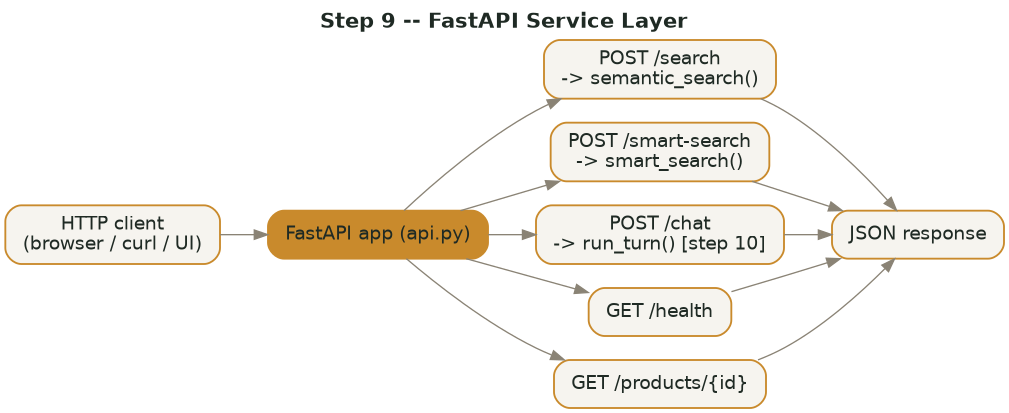 Step 9 -- FastAPI Service Layer
HTTP client
(browser / curl / UI)
FastAPI app (api.py)
POST /search
-> semantic_search()
POST /smart-search
-> smart_search()
POST /chat
-> run_turn() [step 10]
GET /health
GET /products/{id}
JSON response